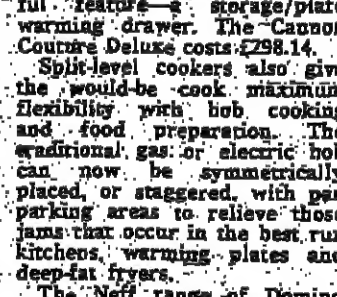 ful feature—a storage/plate
warming drawer. The Cannon
Couture Deluxe costs £298.14.
Split-level cookers also give
the would-be cook maximum
flexibility with hob cooking
and food preparation. The
traditional gas or electric hob
can now be symmetrically
placed, or staggered, with pan
parking areas to relieve those
jams that occur in the best run
kitchens, warming plates and
deep-fat fryers.
The Neff range of Domino